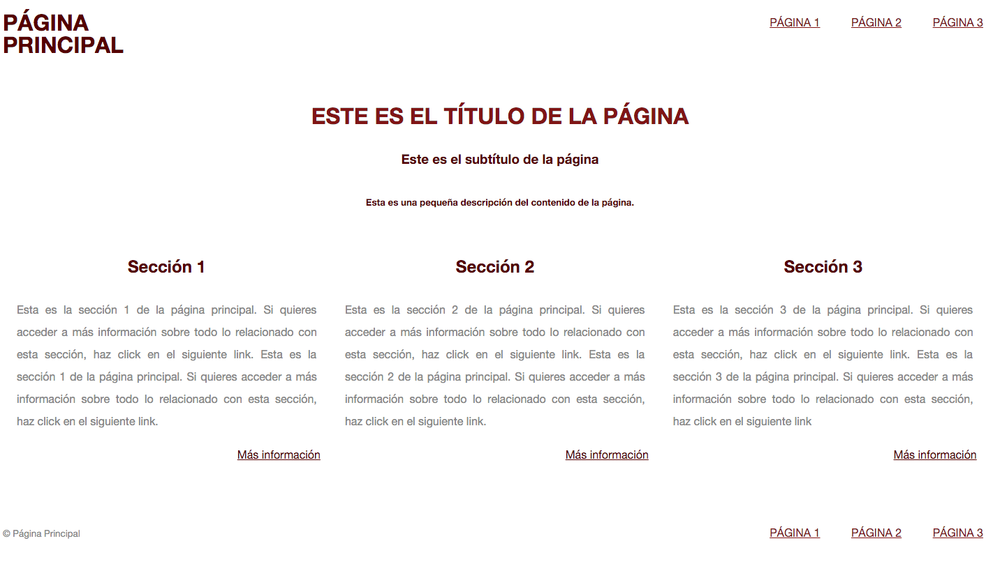 PÁGINA
PRINCIPAL
PÁGINA 1 PÁGINA 2 PÁGINA 3
ESTE ES EL TÍTULO DE LA PÁGINA
Este es el subtítulo de la página
Esta es una pequeña descripción del contenido de la página.
Sección 1
Esta es la sección 1 de la página principal. Si quieres
acceder a más información sobre todo lo relacionado con
esta sección, haz click en el siguiente link. Esta es la
sección 1 de la página principal. Si quieres acceder a más
información sobre todo lo relacionado con esta sección,
haz click en el siguiente link.
Más información
Sección 2
Esta es la sección 2 de la página principal. Si quieres
acceder a más información sobre todo lo relacionado con
esta sección, haz click en el siguiente link. Esta es la
sección 2 de la página principal. Si quieres acceder a más
información sobre todo lo relacionado con esta sección,
haz click en el siguiente link.
Más información
Sección 3
Esta es la sección 3 de la página principal. Si quieres
acceder a más información sobre todo lo relacionado con
esta sección, haz click en el siguiente link. Esta es la
sección 3 de la página principal. Si quieres acceder a más
información sobre todo lo relacionado con esta sección,
haz click en el siguiente link
Más información
© Página Principal
PÁGINA 1 PÁGINA 2 PÁGINA 3